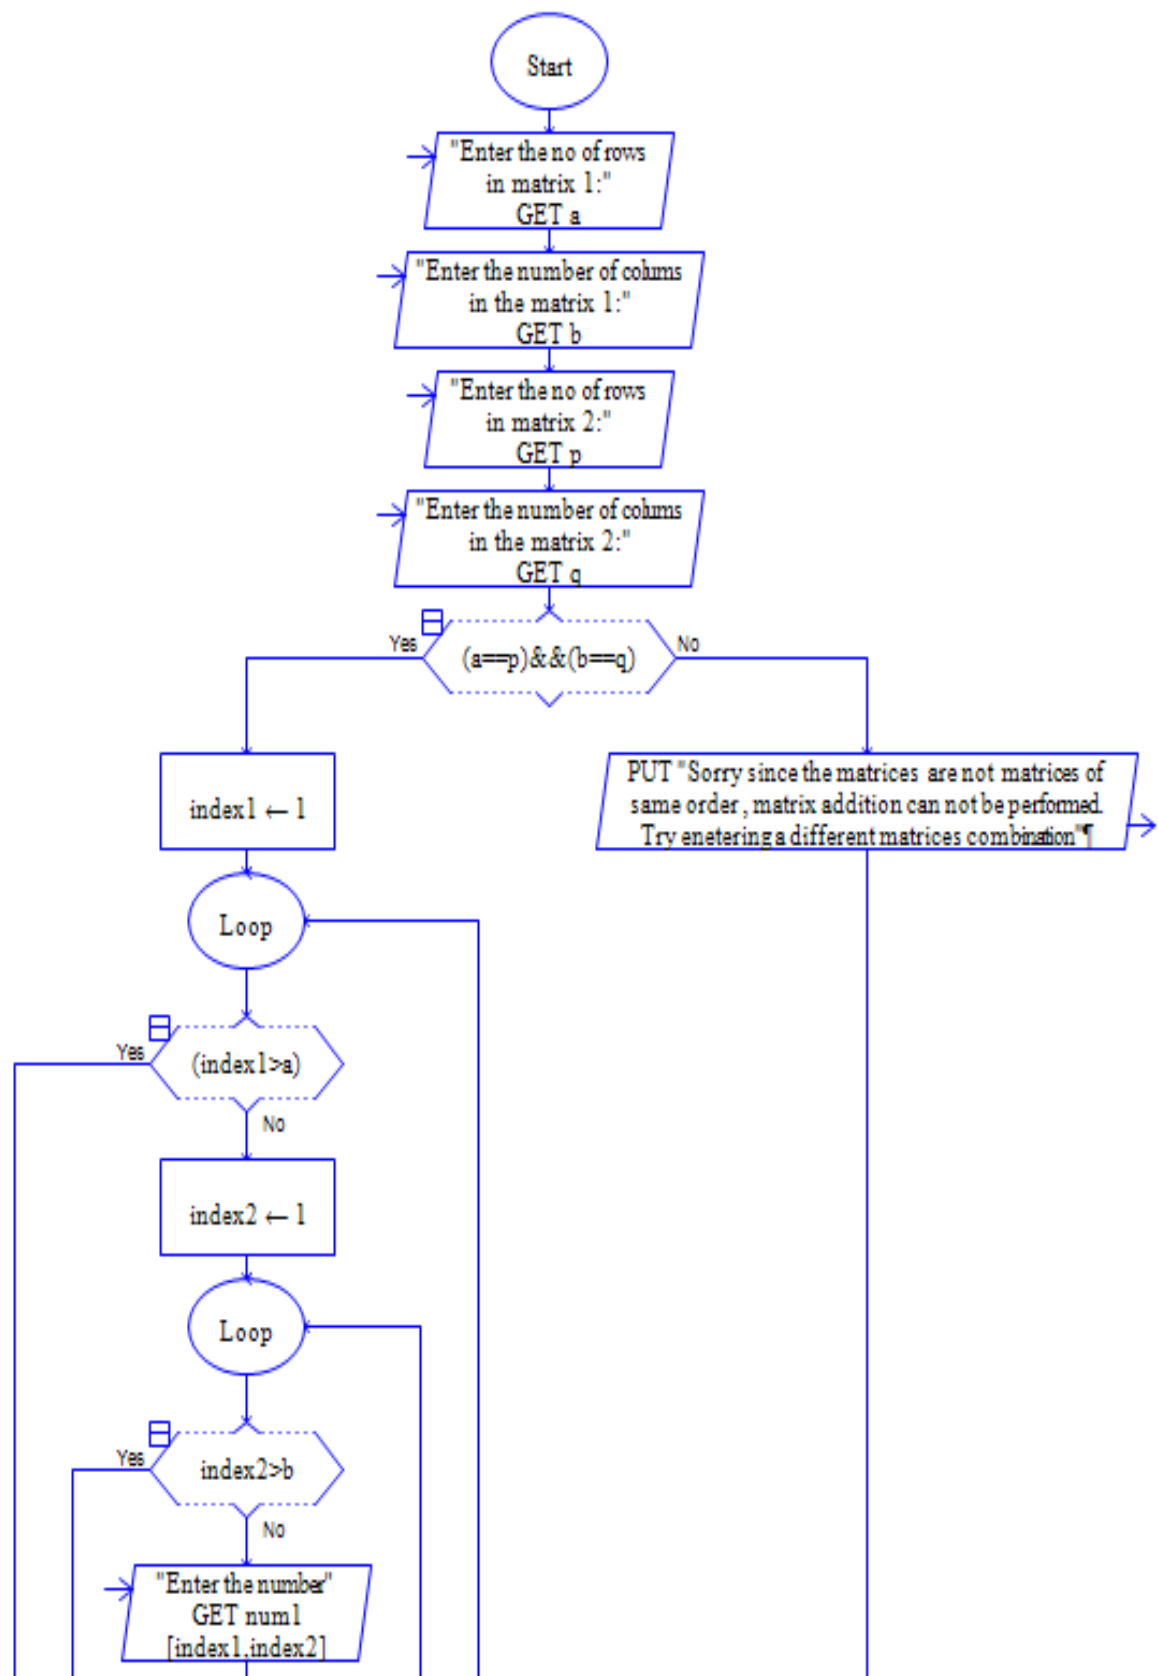 Start
"Enter the no of rows
in matrix 1:"
GET a
"Enter the number of colums
in the matrix 1:"
GET b
"Enter the no of rows
in matrix 2:"
GET p
"Enter the number of colums
in the matrix 2:"
GET q
Yes
(a==p)&&(b==q)
No
index1 ← 1
PUT "Sorry since the matrices are not matrices of
same order, matrix addition can not be performed.
Try enetering a different matrices combination"¶
Loop
Yes
(index1>a)
No
index2 ← 1
Loop
Yes
index2>b
No
"Enter the number"
GET num1
[index1,index2]